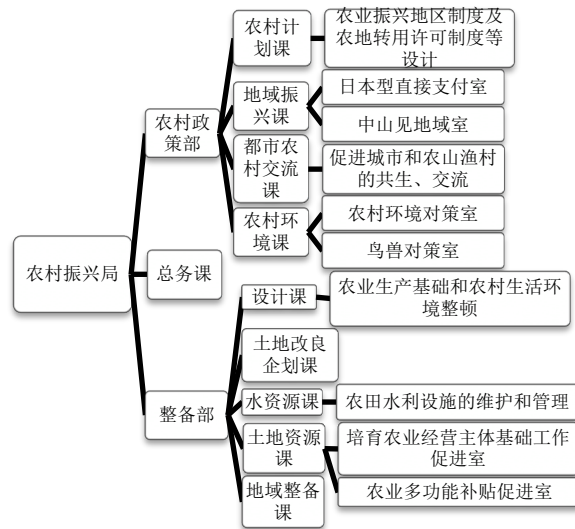 农村振兴局
农村政
策部
总务课
整备部
农村计
划课
农业振兴地区制度及
农地转用许可制度等
设计
地域振
兴课
日本型直接支付室
中山见地域室
都市农
村交流
课
促进城市和农山渔村
的共生、交流
农村环
境课
农村环境对策室
鸟兽对策室
设计课
农业生产基础和农村生活环
境整顿
土地改良
企划课
水资源课
农田水利设施的维护和管理
土地资源
课
培育农业经营主体基础工作
促进室
农业多功能补贴促进室
地域整备
课